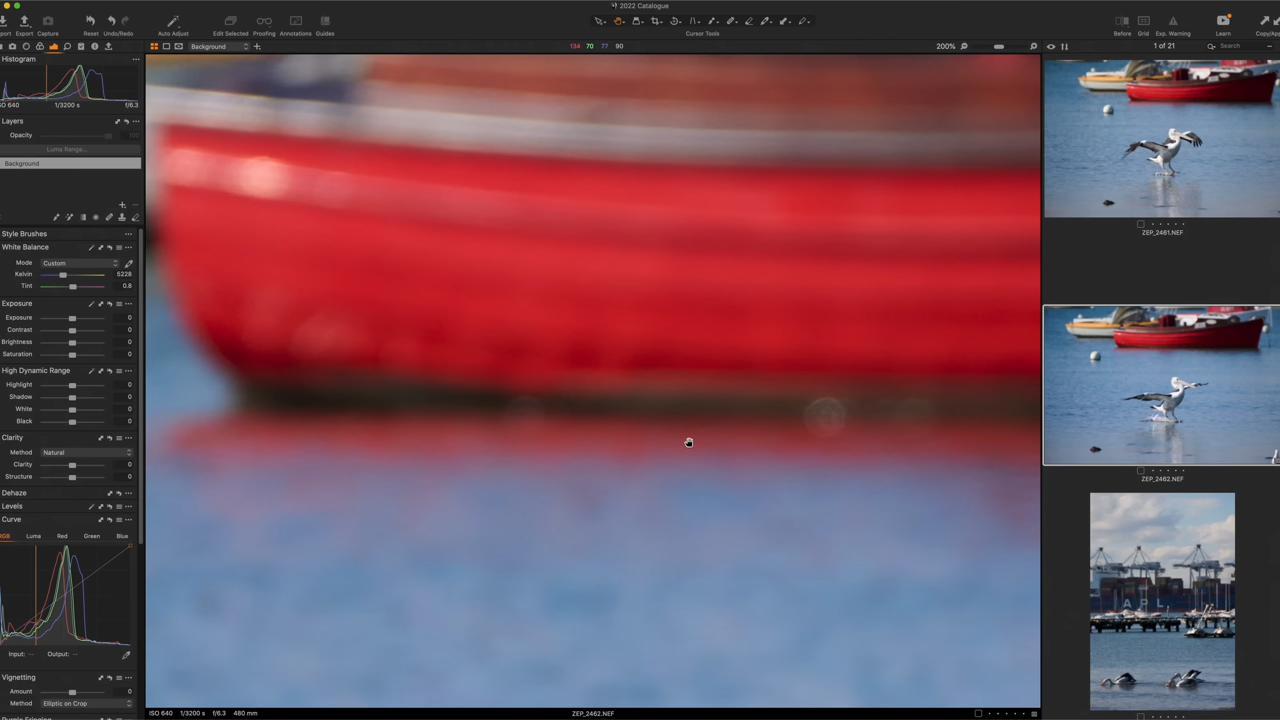 2022 Catalogue
Export
Capture
Reset
Undo/Redo
Auto Adjust
Edit Selected
Proofing
Annotations
Guides
Cursor Tools
Before
Grid
Exp. Warning
Learn
Background
134 70 77 90
200%
1 of 21
Search
Histogram
ISO 640
1/3200 s
f/6.3
Layers
Opacity
100
Luma Range...
Background
Style Brushes
White Balance
Mode
Custom
Kelvin
5228
Tint
0.8
Exposure
Exposure
0
Contrast
0
Brightness
0
Saturation
0
High Dynamic Range
Highlight
0
Shadow
0
White
0
Black
0
Clarity
Method
Natural
Clarity
0
Structure
0
Dehaze
Levels
Curve
RGB
Luma
Red
Green
Blue
Input: --
Output: --
Vignetting
Amount
0
Method
Elliptic on Crop
ISO 640
1/3200 s
f/6.3
480 mm
ZEP_2462.NEF
ZEP_2461.NEF
ZEP_2462.NEF
APL